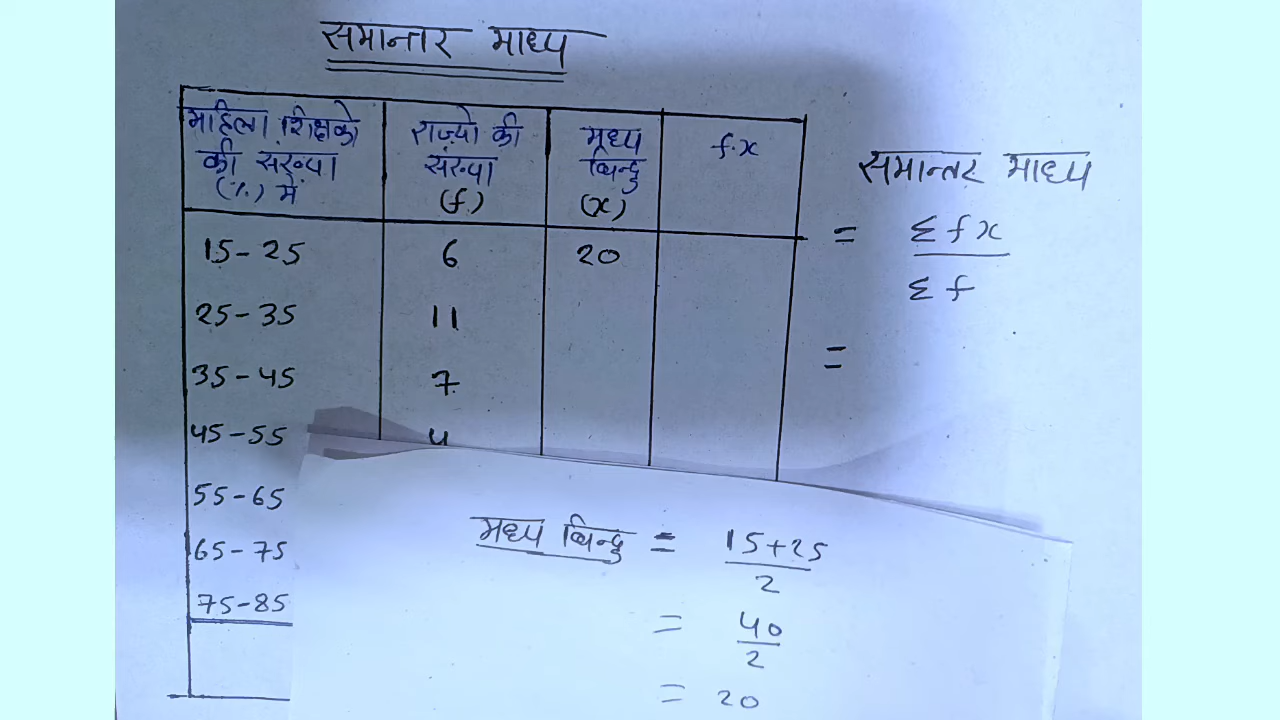 समान्तर माध्य
महिला शिक्षको की संख्या (%) में
राज्यो की संख्या (f)
मध्य बिन्दु (x)
f.x
15-25 6 20
25-35 11
35-45 7
45-55 4
55-65
65-75
75-85
समान्तर माध्य
= Σfx
Σf
=
मध्य बिन्दु = 15+25
2
= 40
2
= 20